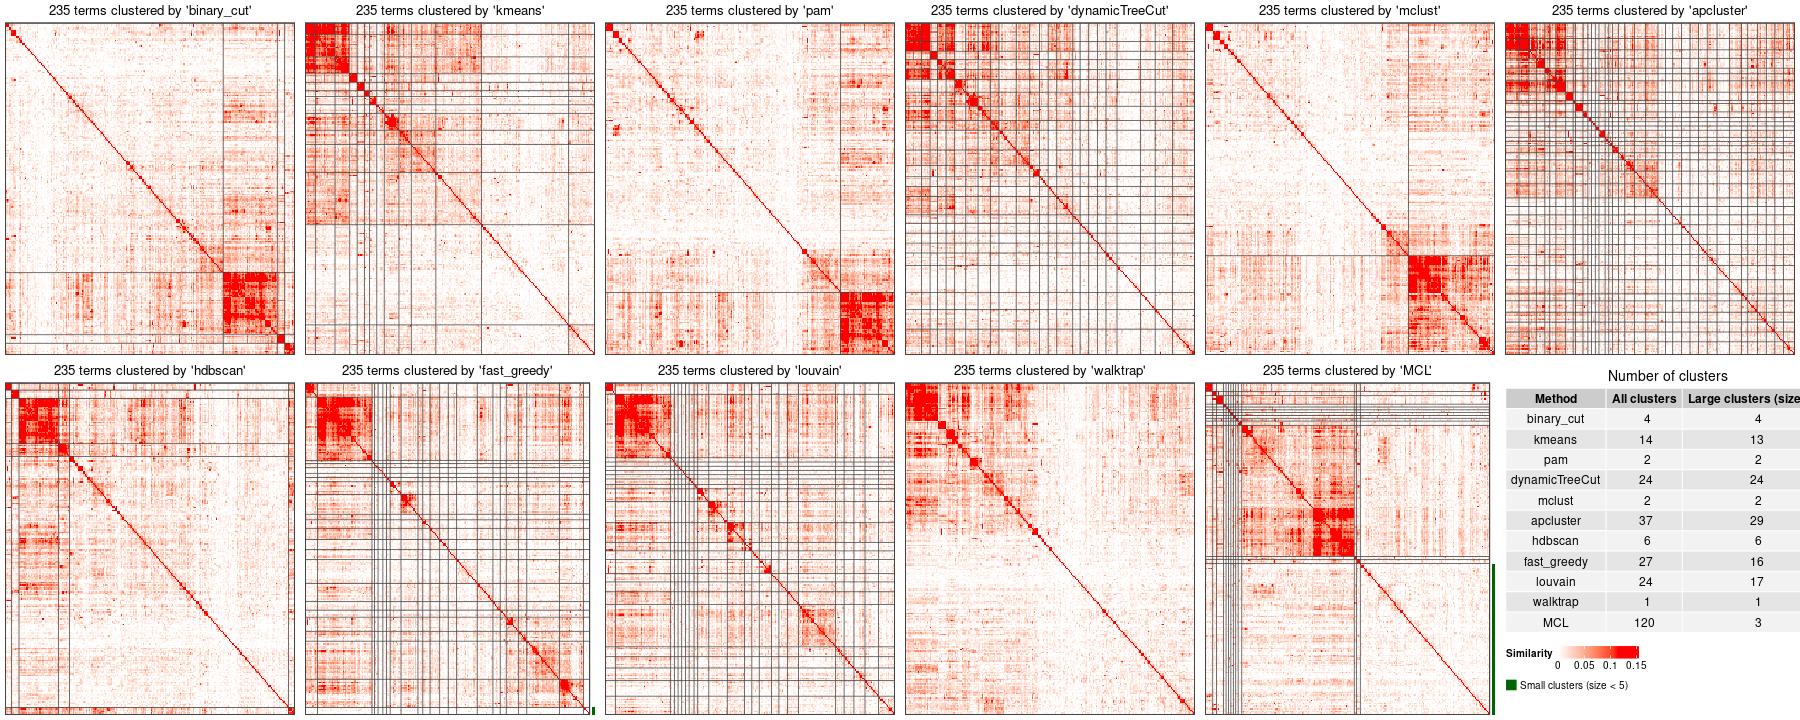 235 terms clustered by 'binary_cut'
235 terms clustered by 'kmeans'
235 terms clustered by 'pam'
235 terms clustered by 'dynamicTreeCut'
235 terms clustered by 'mclust'
235 terms clustered by 'apcluster'
235 terms clustered by 'hdbscan'
235 terms clustered by 'fast_greedy'
235 terms clustered by 'louvain'
235 terms clustered by 'walktrap'
235 terms clustered by 'MCL'
Number of clusters
Method All clusters Large clusters (size
binary_cut 4 4
kmeans 14 13
pam 2 2
dynamicTreeCut 24 24
mclust 2 2
apcluster 37 29
hdbscan 6 6
fast_greedy 27 16
louvain 24 17
walktrap 1 1
MCL 120 3
Similarity
0 0.05 0.1 0.15
Small clusters (size < 5)